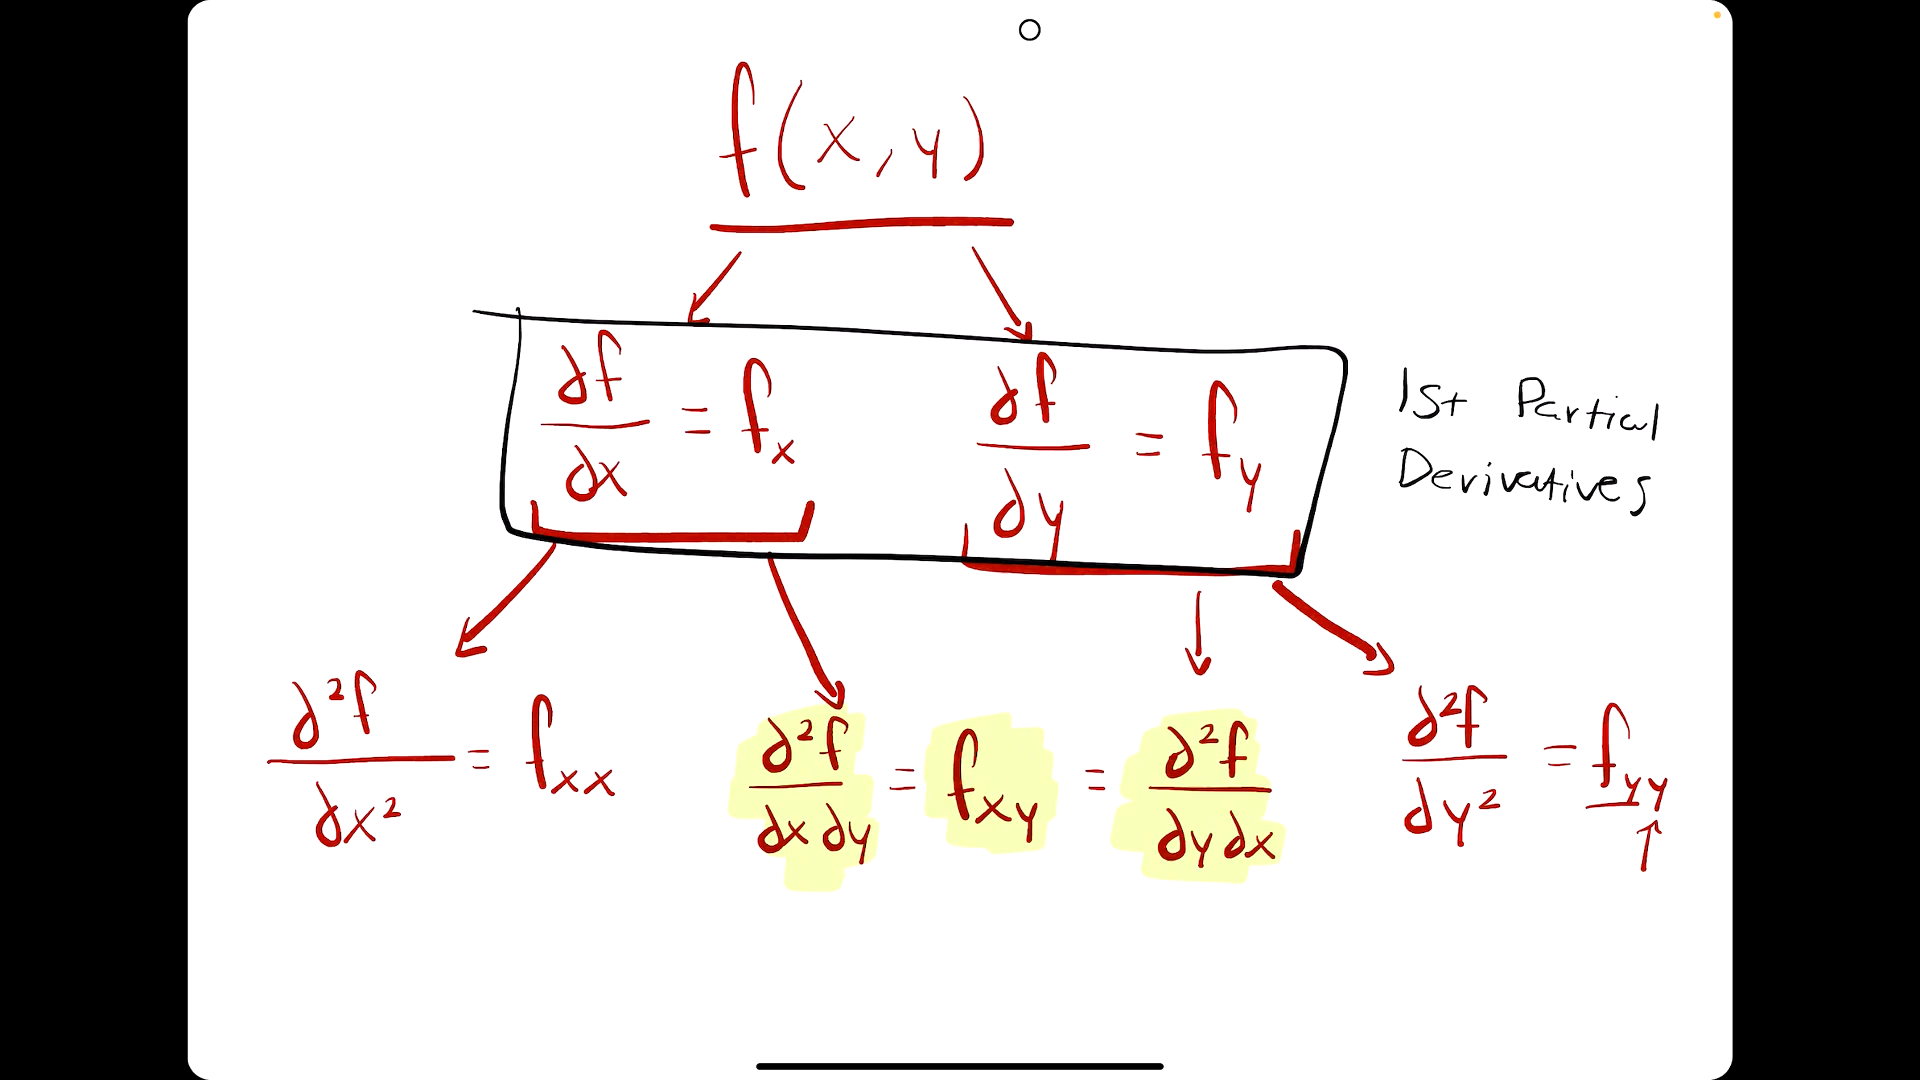 f(x,y)
∂f/∂x = fx
∂f/∂y = fy
1st Partial
Derivatives
∂²f/∂x² = fxx
∂²f/∂x∂y = fxy = ∂²f/∂y∂x
∂²f/∂y² = fyy